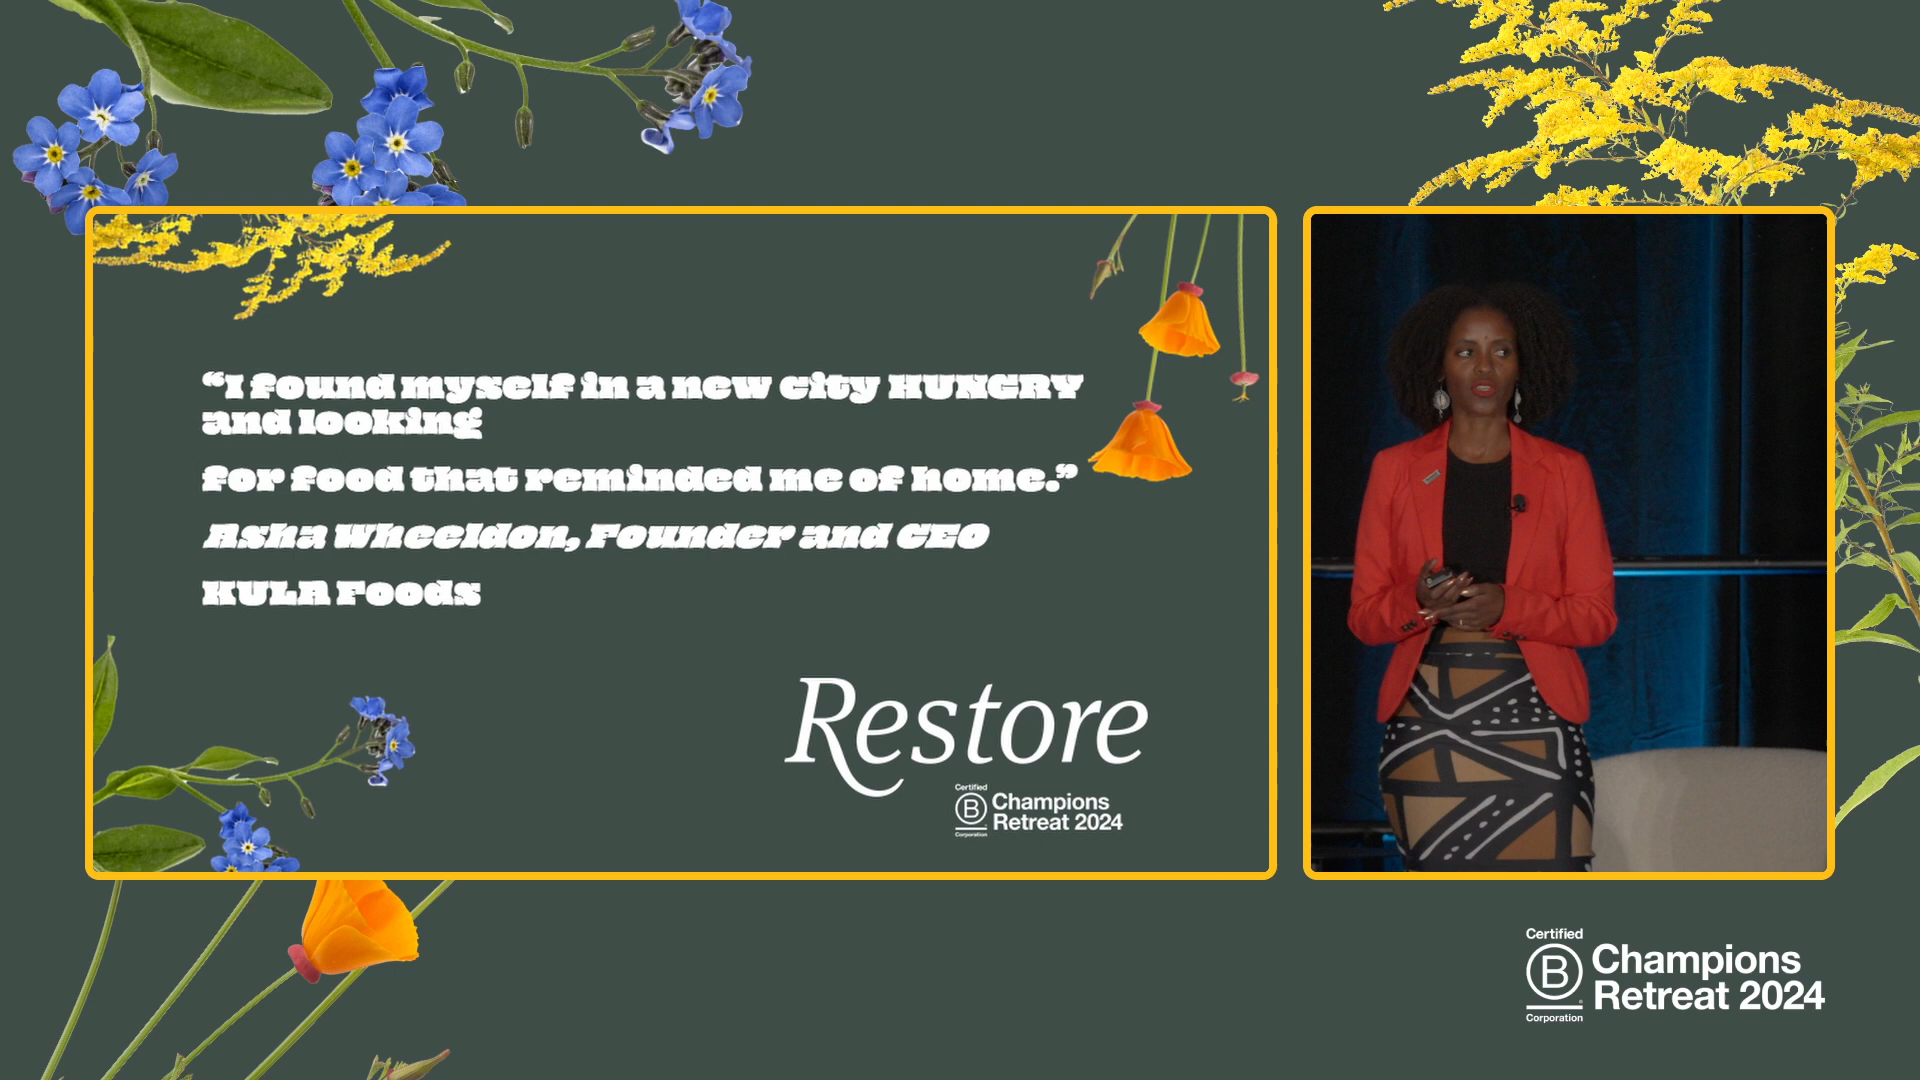 “I found myself in a new city HUNGRY
and looking
for food that reminded me of home.”
Asha Wheeldon, Founder and CEO
KULA Foods
Restore
Certified
B
Corporation
Champions
Retreat 2024
Certified
B
Corporation
Champions
Retreat 2024